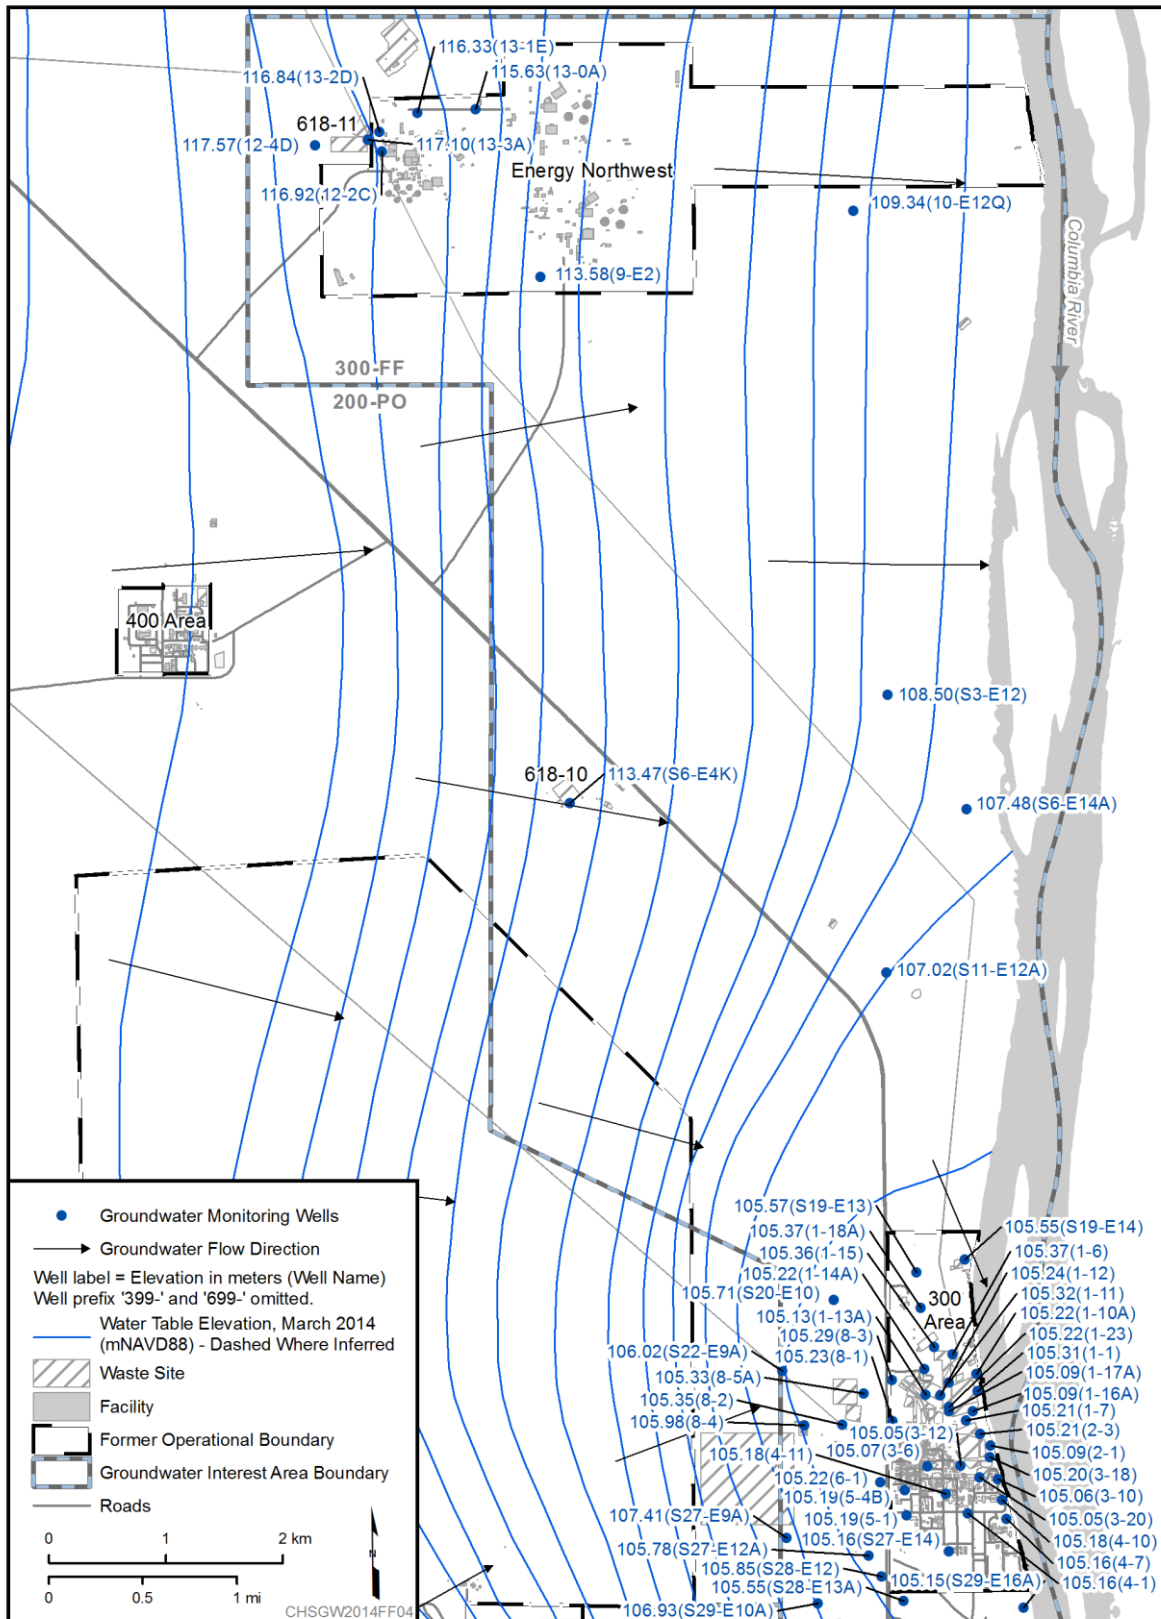 116.33(13-1E)
115.63(13-0A)
116.84(13-2D)
618-11
117.57(12-4D)
117.10(13-3A)
Energy Northwest
116.92(12-2C)
109.34(10-E12Q)
Columbia River
113.58(9-E2)
300-FF
200-PO
400 Area
108.50(S3-E12)
618-10
113.47(S6-E4K)
107.48(S6-E14A)
107.02(S11-E12A)
105.57(S19-E13)
105.55(S19-E14)
105.37(1-18A)
105.37(1-6)
105.36(1-15)
105.24(1-12)
105.22(1-14A)
105.32(1-11)
105.71(S20-E10)
300
Area
105.22(1-10A)
105.13(1-13A)
105.22(1-23)
105.29(8-3)
105.31(1-1)
106.02(S22-E9A)
105.23(8-1)
105.09(1-17A)
105.33(8-5A)
105.09(1-16A)
105.35(8-2)
105.21(1-7)
105.98(8-4)
105.05(3-12)
105.21(2-3)
105.18(4-11)
105.07(3-6)
105.09(2-1)
105.20(3-18)
105.22(6-1)
105.06(3-10)
105.19(5-4B)
105.05(3-20)
107.41(S27-E9A)
105.19(5-1)
105.18(4-10)
105.16(S27-E14)
105.78(S27-E12A)
105.16(4-7)
105.85(S28-E12)
105.15(S29-E16A)
105.16(4-1)
105.55(S28-E13A)
106.93(S29-E10A)
Groundwater Monitoring Wells
Groundwater Flow Direction
Well label = Elevation in meters (Well Name)
Well prefix '399-' and '699-' omitted.
Water Table Elevation, March 2014
(mNAVD88) - Dashed Where Inferred
Waste Site
Facility
Former Operational Boundary
Groundwater Interest Area Boundary
Roads
0 1 2 km
0 0.5 1 mi
N
CHSGW2014FF04